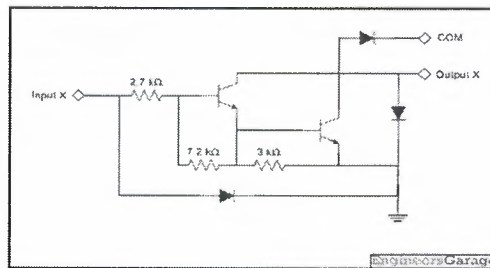 COM
2.7 kΩ
Output X
Input X
7.2 kΩ
3 kΩ
EngineersGarage